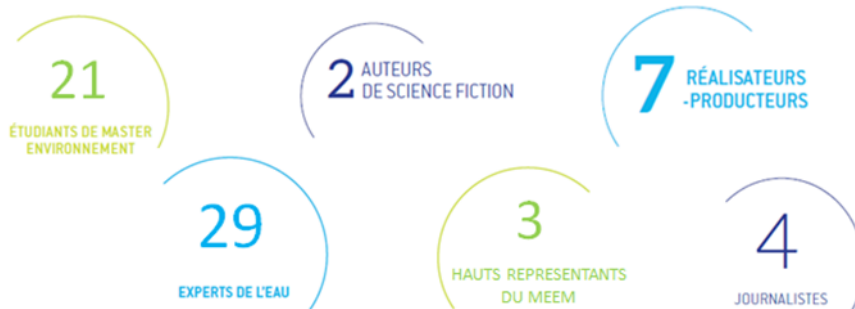 21
ÉTUDIANTS DE MASTER
ENVIRONNEMENT
2 AUTEURS
DE SCIENCE FICTION
7 RÉALISATEURS
-PRODUCTEURS
29
EXPERTS DE L'EAU
3
HAUTS REPRESENTANTS
DU MEEM
4
JOURNALISTES